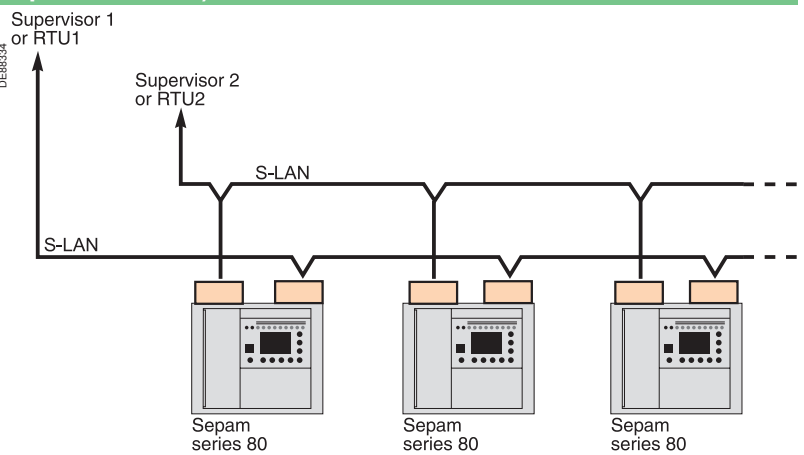 Supervisor 1
or RTU1
DE88334
Supervisor 2
or RTU2
S-LAN
S-LAN
Sepam
series 80
Sepam
series 80
Sepam
series 80